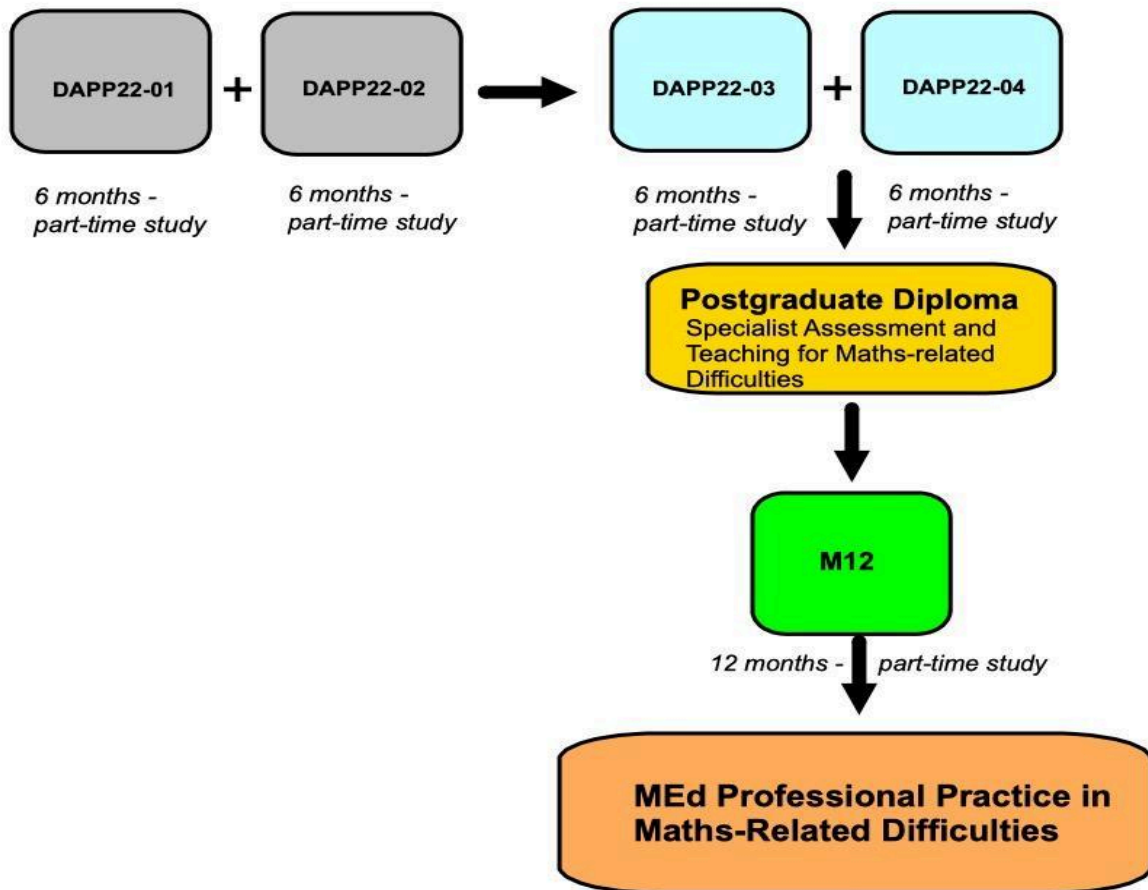 DAPP22-01
+
DAPP22-02
DAPP22-03
+
DAPP22-04
6 months -
part-time study
6 months -
part-time study
6 months -
part-time study
6 months -
part-time study
Postgraduate Diploma
Specialist Assessment and
Teaching for Maths-related
Difficulties
M12
12 months - part-time study
MEd Professional Practice in
Maths-Related Difficulties